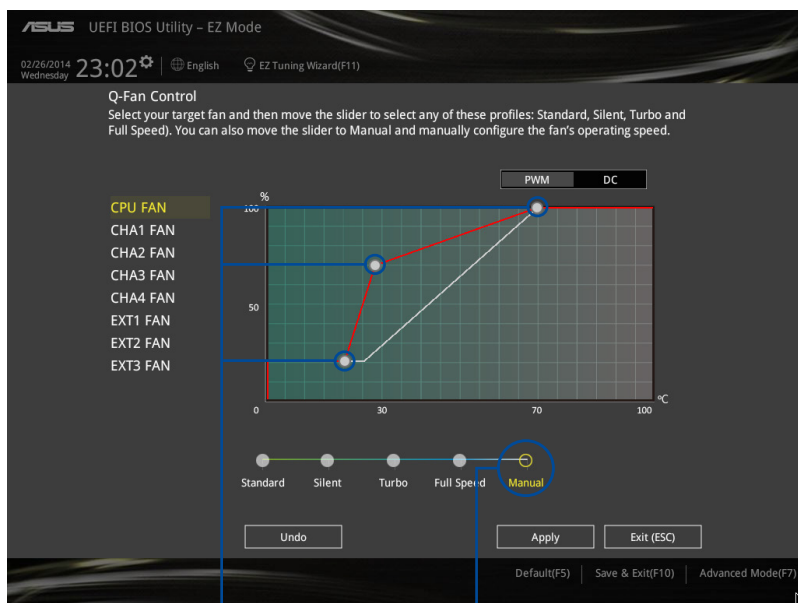 ASUS UEFI BIOS Utility – EZ Mode
02/26/2014
Wednesday 23:02 English EZ Tuning Wizard(F11)
Q-Fan Control
Select your target fan and then move the slider to select any of these profiles: Standard, Silent, Turbo and
Full Speed). You can also move the slider to Manual and manually configure the fan's operating speed.
PWM DC
%
100
50
0 30 70 100 ºC
CPU FAN
CHA1 FAN
CHA2 FAN
CHA3 FAN
CHA4 FAN
EXT1 FAN
EXT2 FAN
EXT3 FAN
Standard Silent Turbo Full Speed Manual
Undo Apply Exit (ESC)
Default(F5) Save & Exit(F10) Advanced Mode(F7)